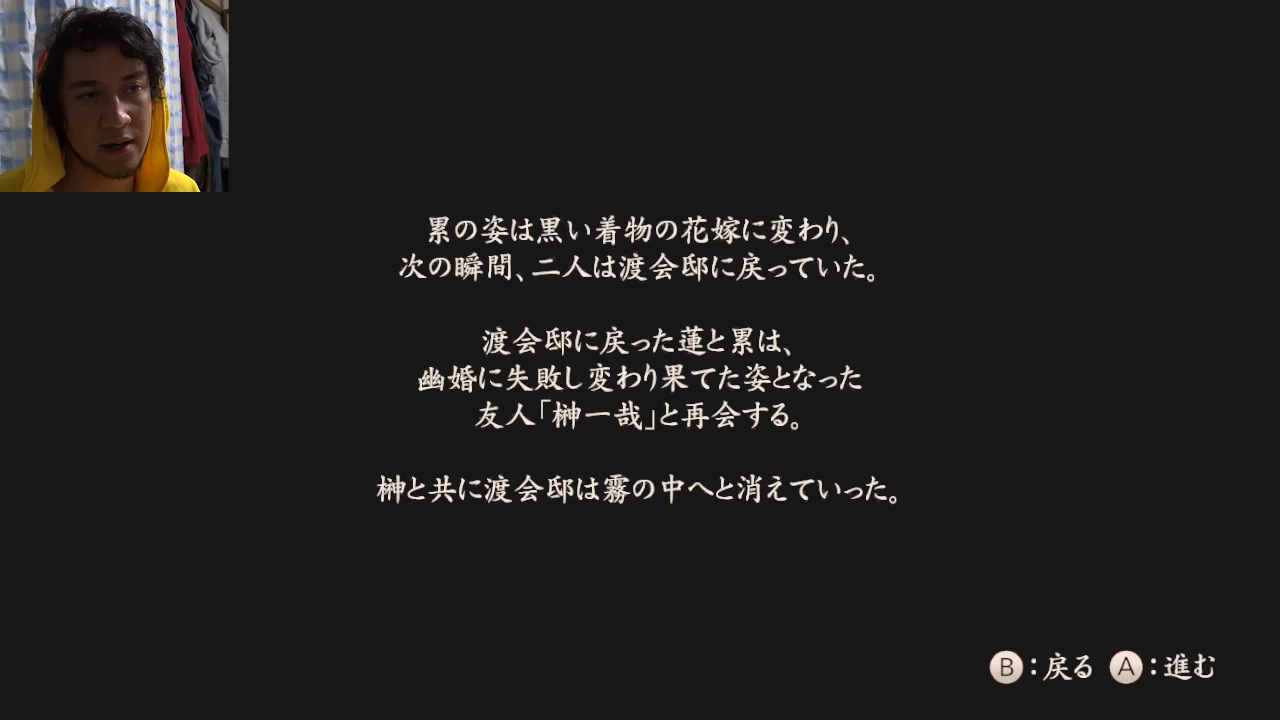 累の姿は黒い着物の花嫁に変わり、
次の瞬間、二人は渡会邸に戻っていた。
渡会邸に戻った蓮と累は、
幽婚に失敗し変わり果てた姿となった
友人「榊一哉」と再会する。
榊と共に渡会邸は霧の中へと消えていった。
B:戻る A:進む